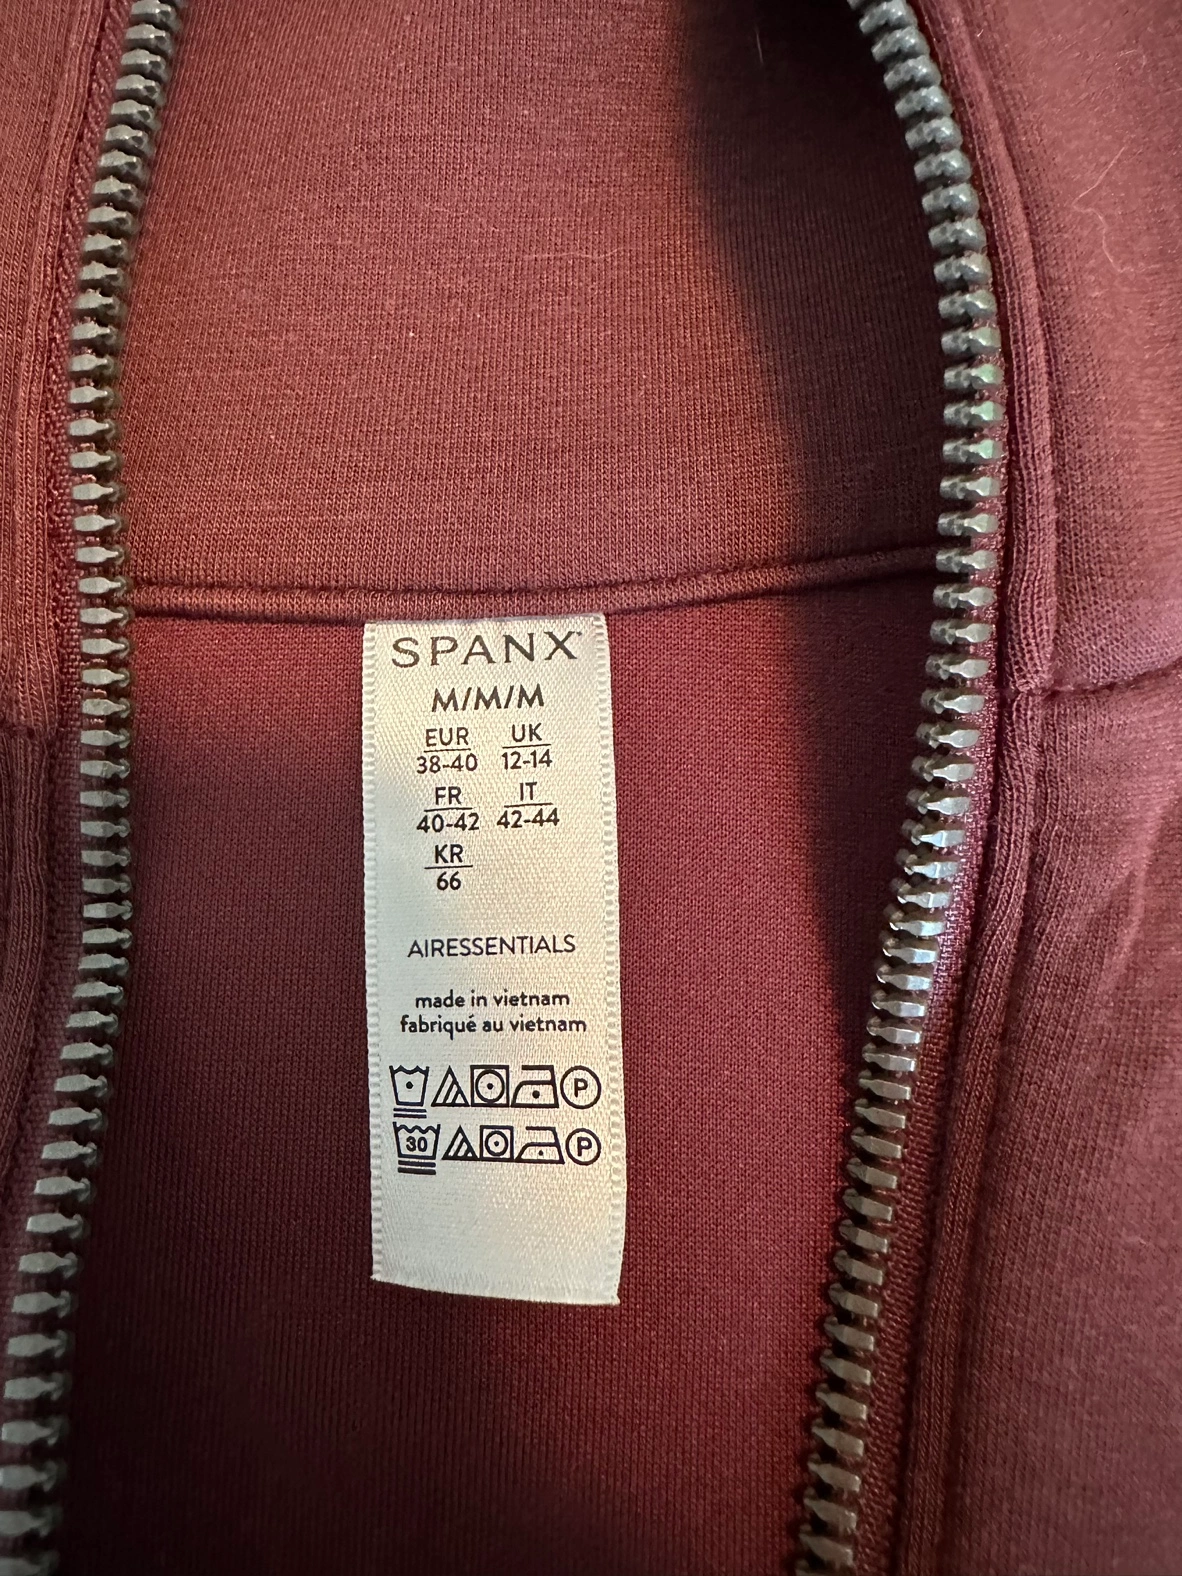 SPANX™
M/M/M
EUR UK
38-40 12-14
FR IT
40-42 42-44
KR
66
AIRESSENTIALS
made in vietnam
fabriqué au vietnam
P
30 P